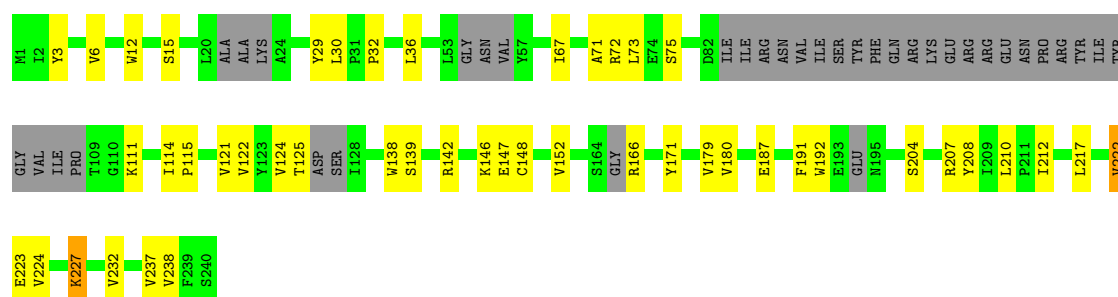 M1 I2 Y3 V6 W12 S15 L20 ALA ALA LYS A24 Y29 L30 P31 P32 L36 L53 GLY ASN VAL Y57 I67 A71 R72 L73 E74 S75 D82 ILE ILE ARG ASN VAL ILE SER TYR PHE GLN ARG LYS GLU ARG ARG GLU ASN PRO ARG TYR ILE TYR
GLY VAL ILE PRO T109 G110 K111 I114 P115 V121 V122 Y123 V124 T125 ASP SER I128 W138 S139 R142 K146 E147 C148 V152 S164 GLY R166 Y171 V179 V180 E187 F191 W192 E193 GLU N195 S204 R207 Y208 I209 L210 P211 I212 L217 V222
E223 V224 K227 V232 V237 V238 F239 S240